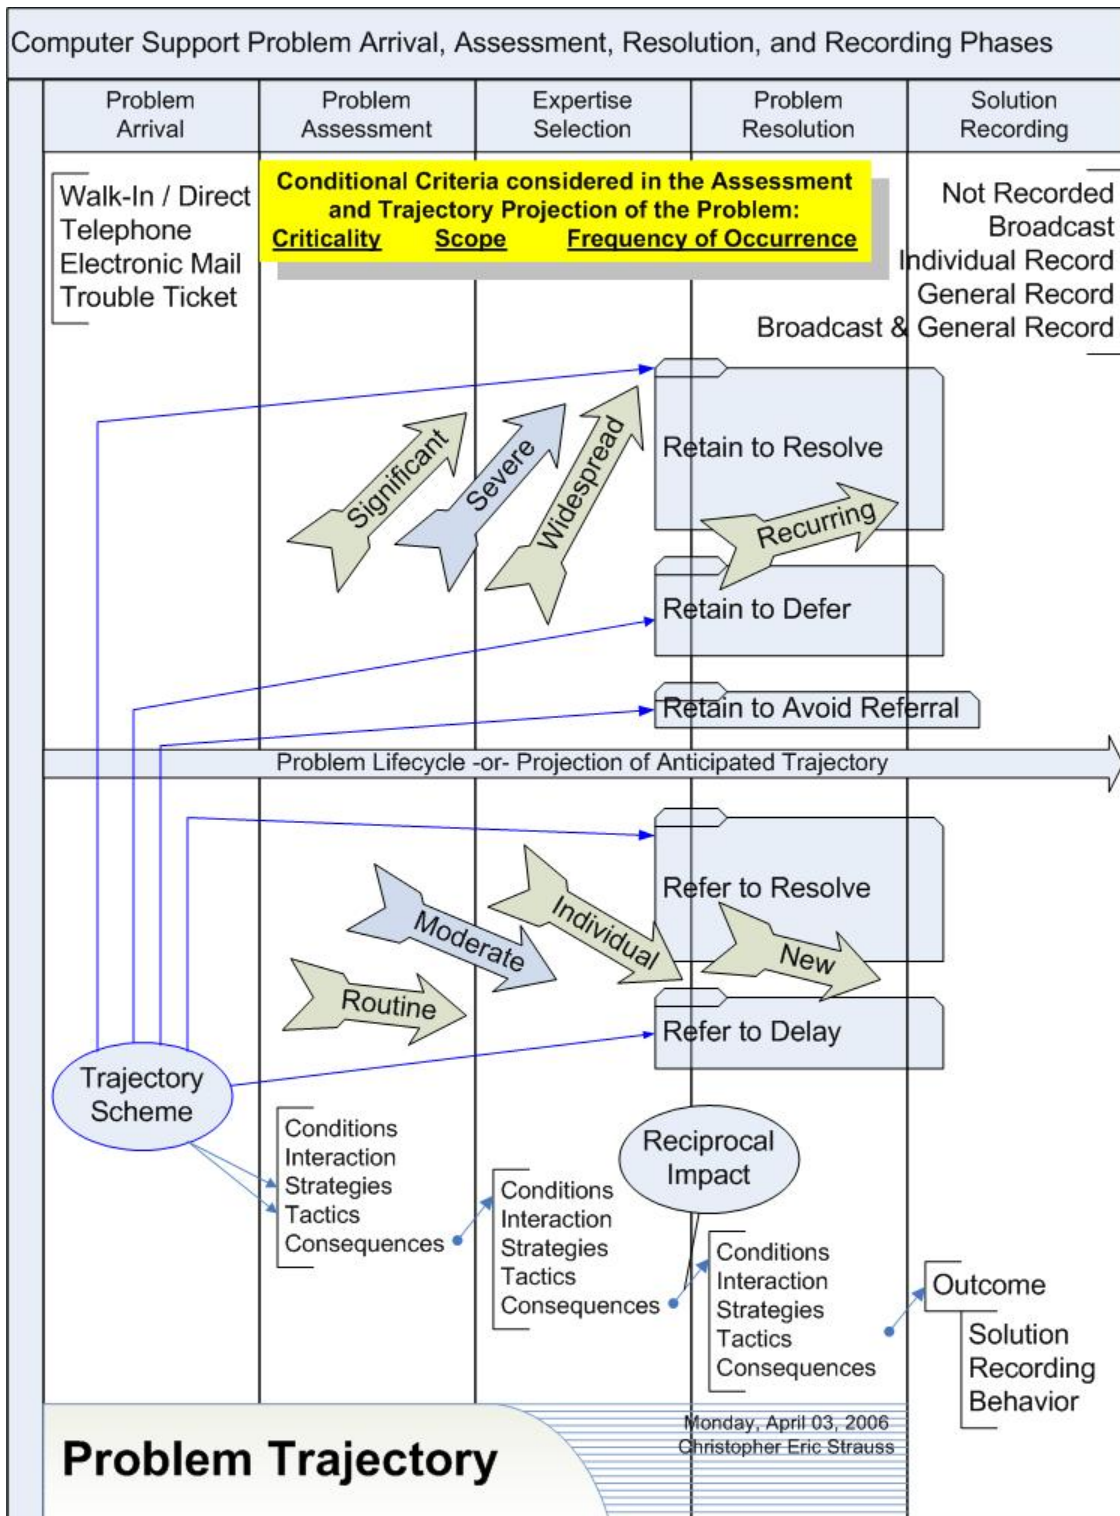 Computer Support Problem Arrival, Assessment, Resolution, and Recording Phases
Problem
Arrival
Problem
Assessment
Expertise
Selection
Problem
Resolution
Solution
Recording
Walk-In / Direct
Telephone
Electronic Mail
Trouble Ticket
Conditional Criteria considered in the Assessment
and Trajectory Projection of the Problem:
Criticality Scope Frequency of Occurrence
Not Recorded
Broadcast
Individual Record
General Record
Broadcast & General Record
Significant
Severe
Widespread
Retain to Resolve
Recurring
Retain to Defer
Retain to Avoid Referral
Problem Lifecycle -or- Projection of Anticipated Trajectory
Refer to Resolve
Moderate
Individual
New
Routine
Refer to Delay
Trajectory
Scheme
Conditions
Interaction
Strategies
Tactics
Consequences
Reciprocal
Impact
Conditions
Interaction
Strategies
Tactics
Consequences
Conditions
Interaction
Strategies
Tactics
Consequences
Outcome
Solution
Recording
Behavior
Problem Trajectory
Monday, April 03, 2006
Christopher Eric Strauss